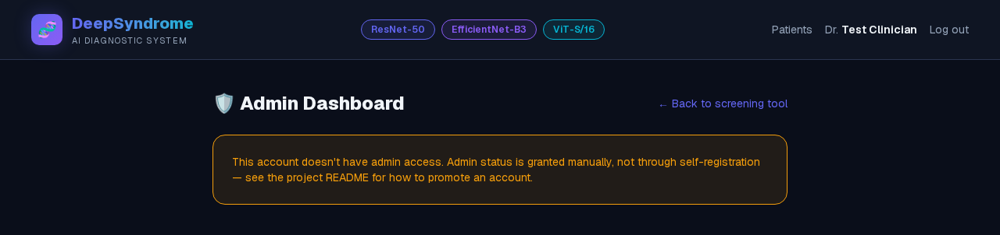 DeepSyndrome
AI DIAGNOSTIC SYSTEM
ResNet-50
EfficientNet-B3
ViT-S/16
Patients
Dr. Test Clinician
Log out
Admin Dashboard
← Back to screening tool
This account doesn't have admin access. Admin status is granted manually, not through self-registration
— see the project README for how to promote an account.